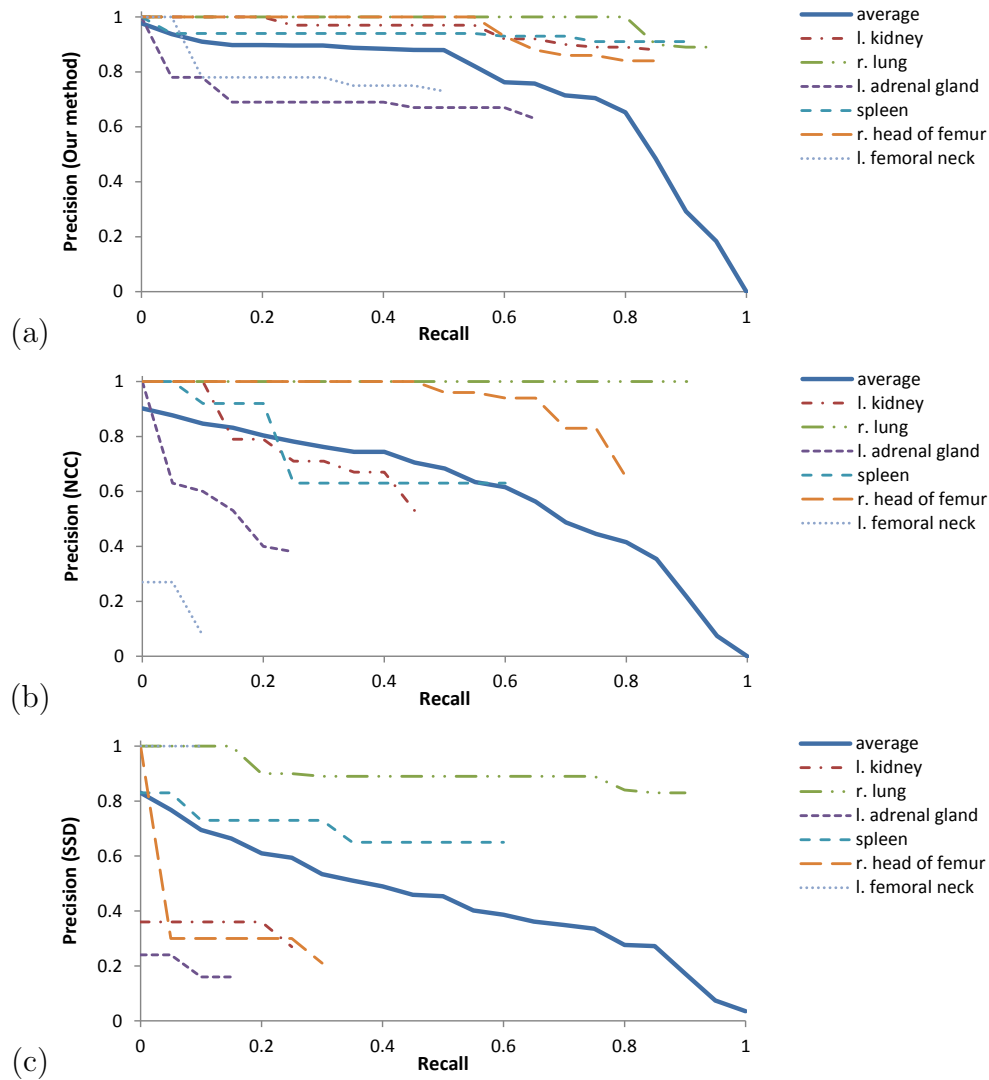 Precision (Our method)
1
0.8
0.6
0.4
0.2
0
0
0.2
0.4
0.6
0.8
1
Recall
average
l. kidney
r. lung
l. adrenal gland
spleen
r. head of femur
l. femoral neck
(a)
Precision (NCC)
1
0.8
0.6
0.4
0.2
0
0
0.2
0.4
0.6
0.8
1
Recall
average
l. kidney
r. lung
l. adrenal gland
spleen
r. head of femur
l. femoral neck
(b)
Precision (SSD)
1
0.8
0.6
0.4
0.2
0
0
0.2
0.4
0.6
0.8
1
Recall
average
l. kidney
r. lung
l. adrenal gland
spleen
r. head of femur
l. femoral neck
(c)